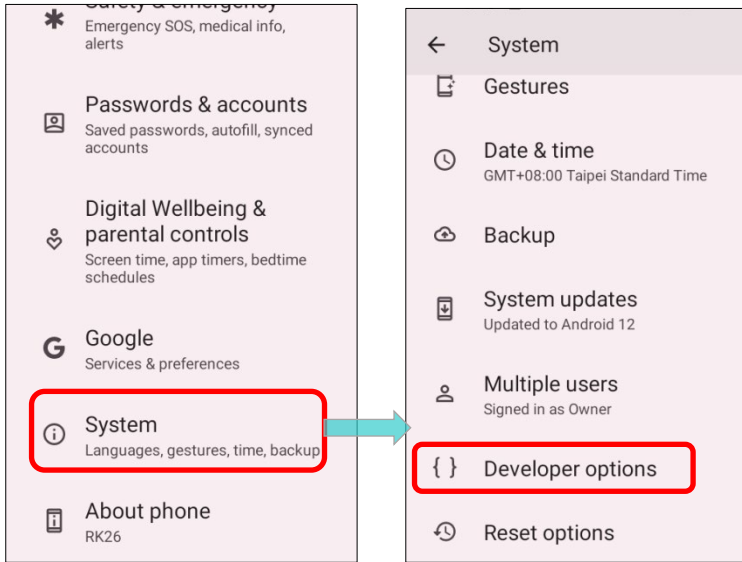 Safety & emergency
Emergency SOS, medical info,
alerts
Passwords & accounts
Saved passwords, autofill, synced
accounts
Digital Wellbeing &
parental controls
Screen time, app timers, bedtime
schedules
Google
Services & preferences
System
Languages, gestures, time, backup
About phone
RK26
System
Gestures
Date & time
GMT+08:00 Taipei Standard Time
Backup
System updates
Updated to Android 12
Multiple users
Signed in as Owner
{ } Developer options
Reset options